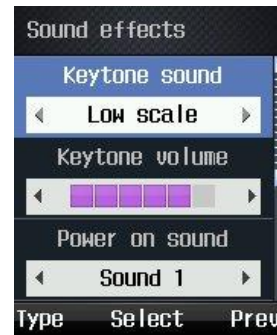 Sound effects
Keytone sound
Low scale
Keytone volume
Power on sound
Sound 1
Type Select Prev